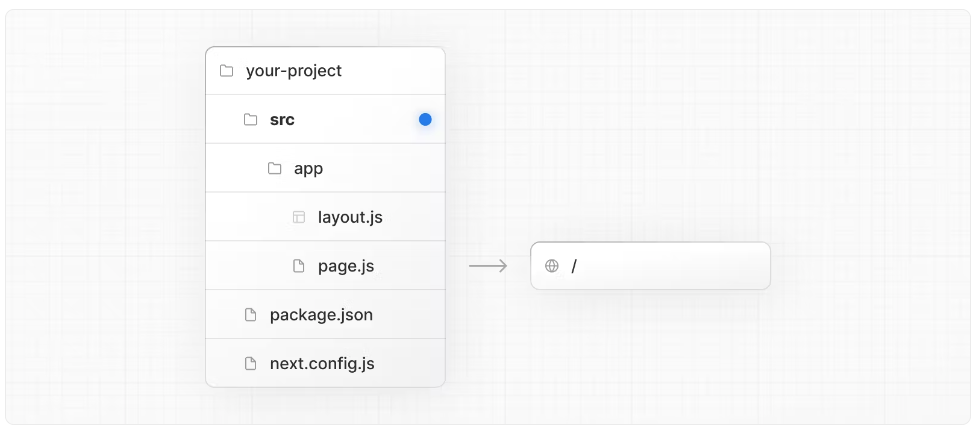 your-project
src
app
layout.js
page.js
/
package.json
next.config.js